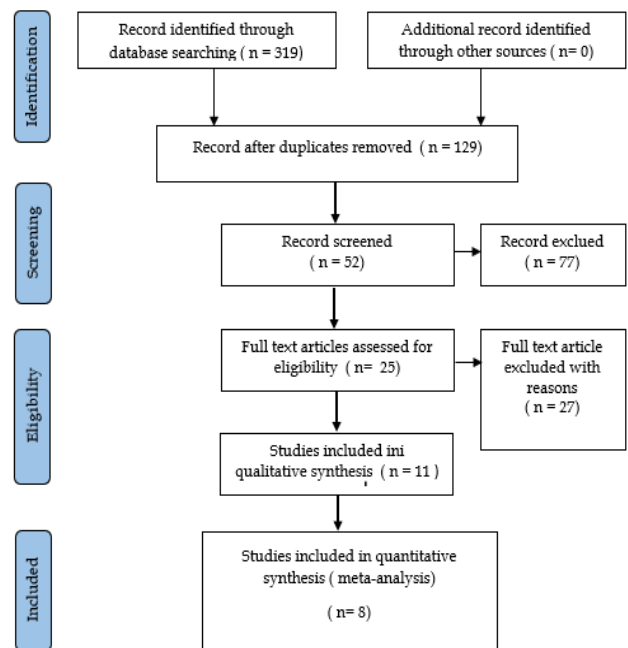 Identification
Record identified through
database searching ( n = 319)
Additional record identified
through other sources ( n= 0)
Record after duplicates removed ( n = 129)
Screening
Record screened
( n = 52)
Record exclued
( n = 77)
Eligibility
Full text articles assessed for
eligibility ( n= 25)
Full text article
excluded with
reasons
( n = 27)
Studies included ini
qualitative synthesis ( n = 11 )
Included
Studies included in quantitative
synthesis ( meta-analysis)
(n= 8)